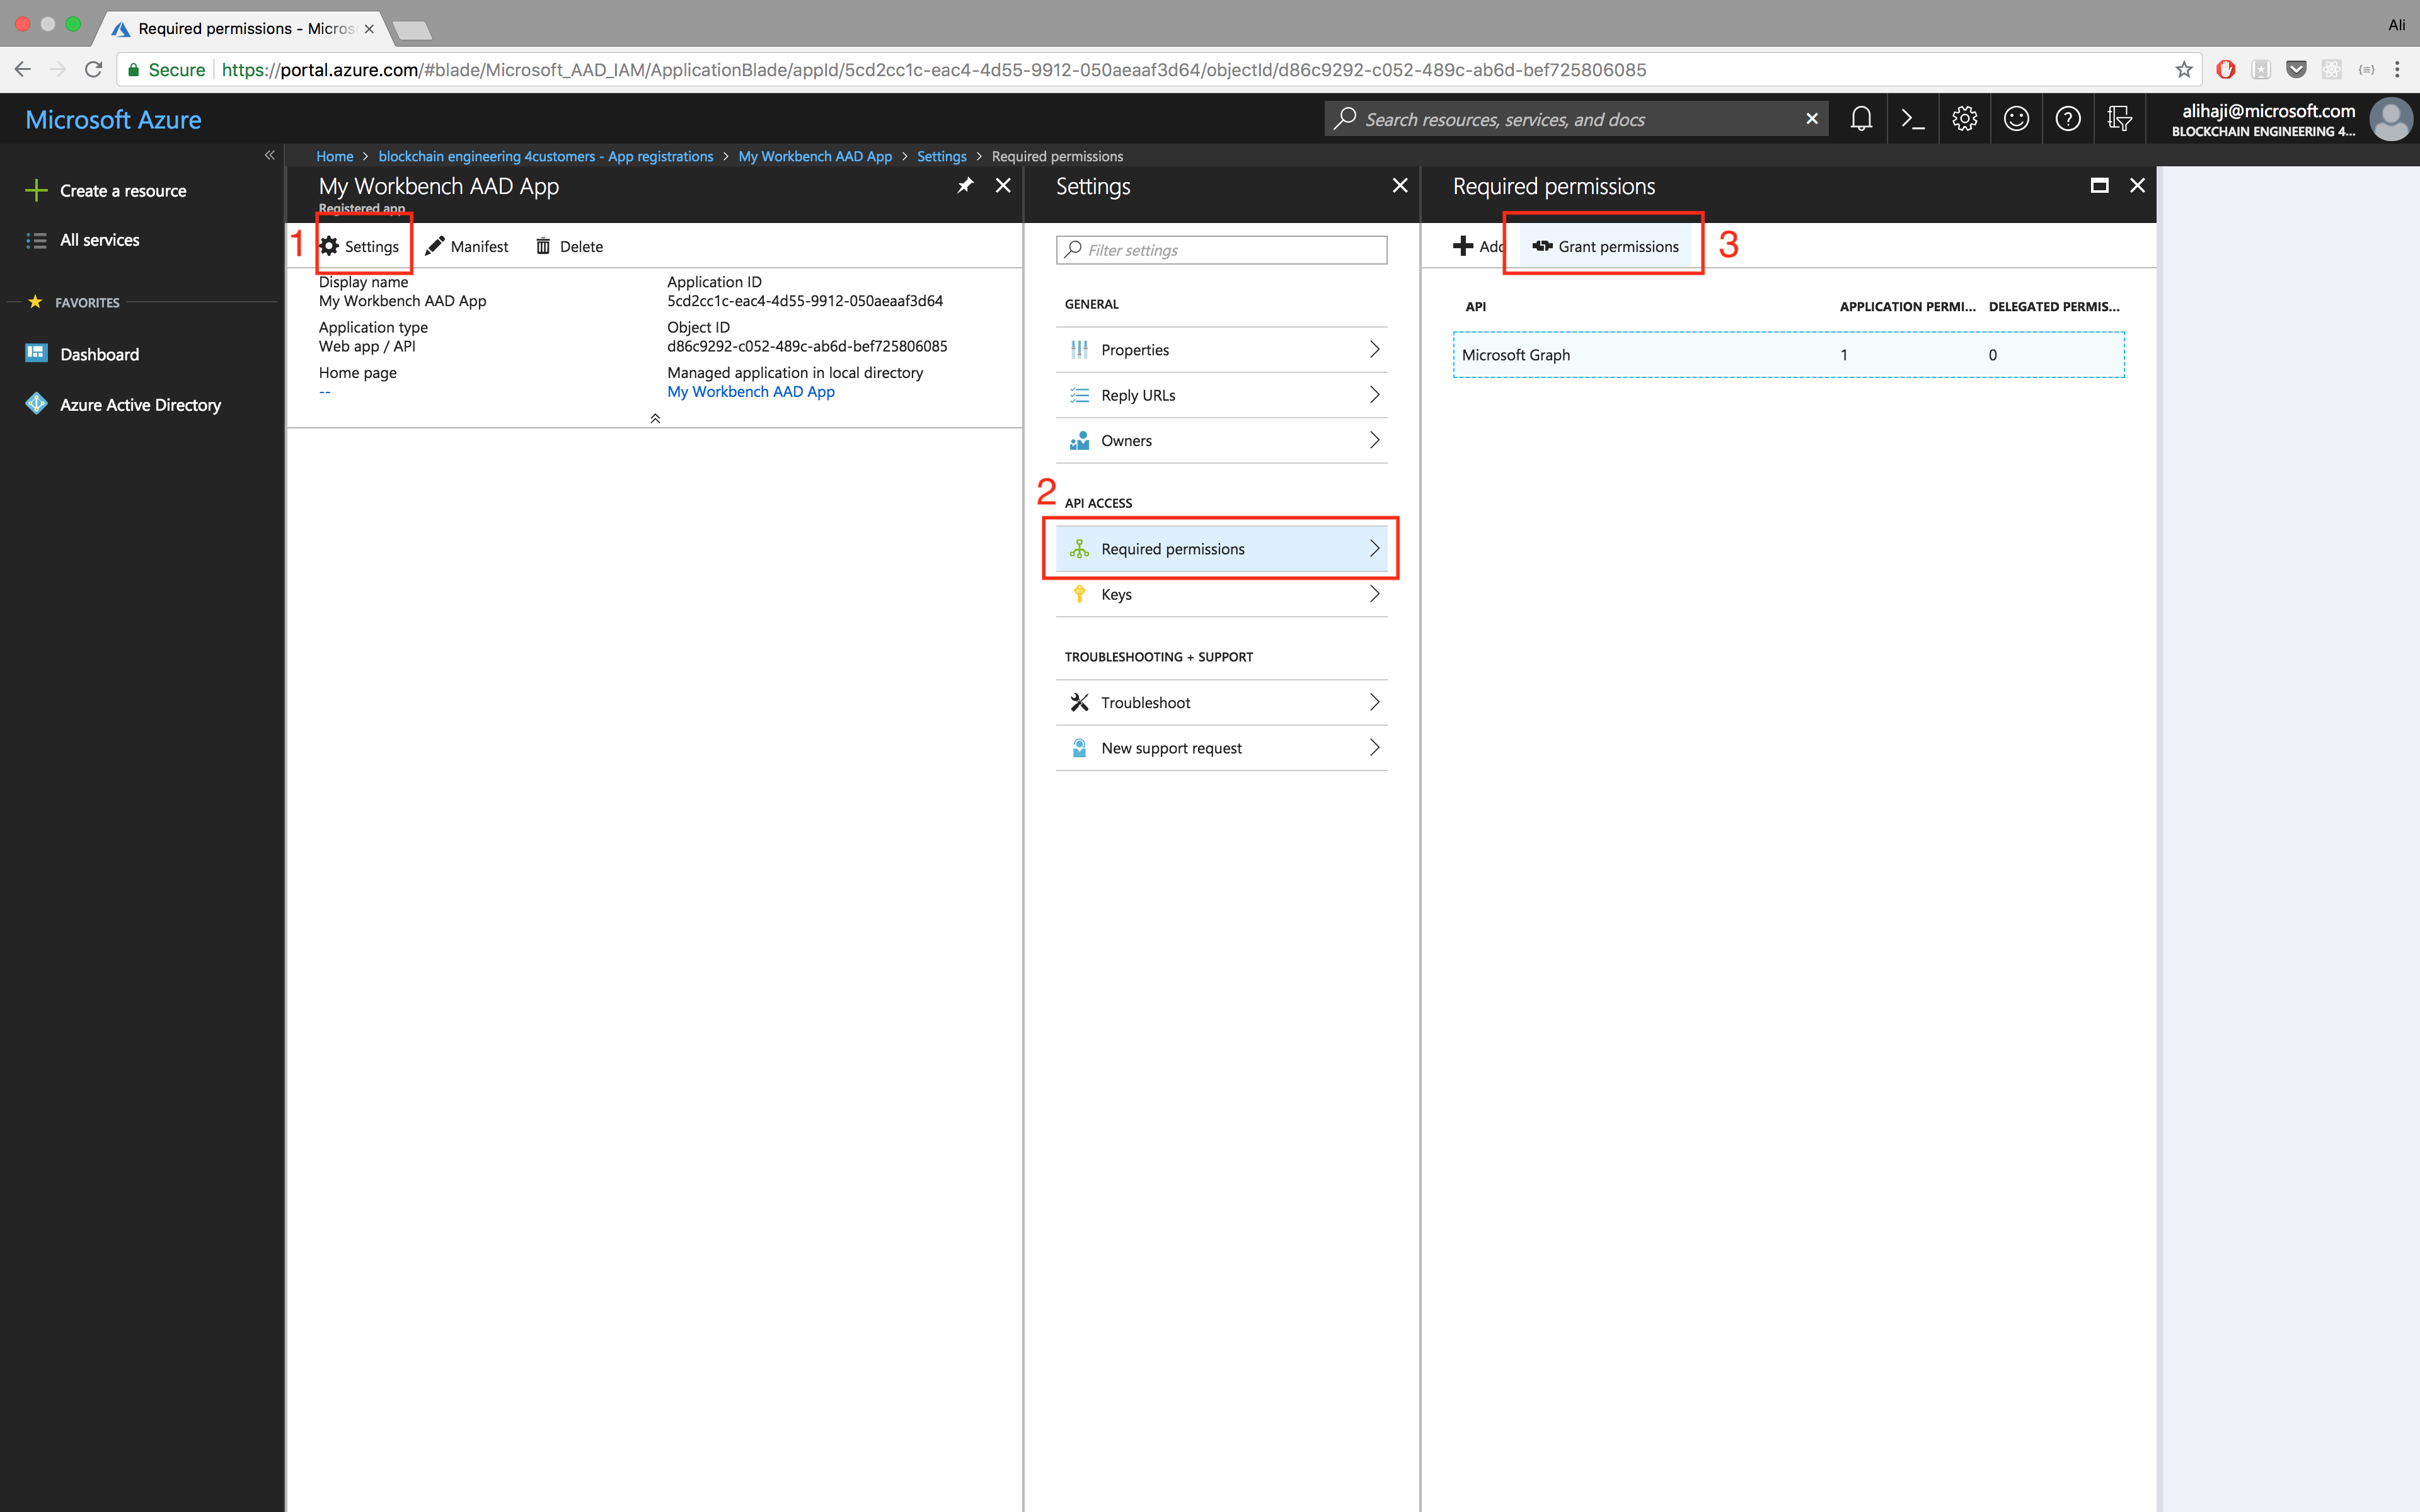 Required permissions - Micros
Ali
Secure
https://portal.azure.com/#blade/Microsoft_AAD_IAM/ApplicationBlade/appId/5cd2cc1c-eac4-4d55-9912-050aeaaf3d64/objectId/d86c9292-c052-489c-ab6d-bef725806085
Microsoft Azure
Search resources, services, and docs
alihajji@microsoft.com
BLOCKCHAIN ENGINEERING 4...
Home > blockchain engineering 4customers - App registrations > My Workbench AAD App > Settings > Required permissions
Create a resource
All services
FAVORITES
Dashboard
Azure Active Directory
My Workbench AAD App
Registered app
1
Settings
Manifest
Delete
Display name
My Workbench AAD App
Application type
Web app / API
Home page
--
Application ID
5cd2cc1c-eac4-4d55-9912-050aeaaf3d64
Object ID
d86c9292-c052-489c-ab6d-bef725806085
Managed application in local directory
My Workbench AAD App
Settings
Filter settings
GENERAL
Properties
Reply URLs
Owners
2
API ACCESS
Required permissions
Keys
TROUBLESHOOTING + SUPPORT
Troubleshoot
New support request
Required permissions
Add
Grant permissions
3
API
APPLICATION PERMI...
DELEGATED PERMIS...
Microsoft Graph
1
0